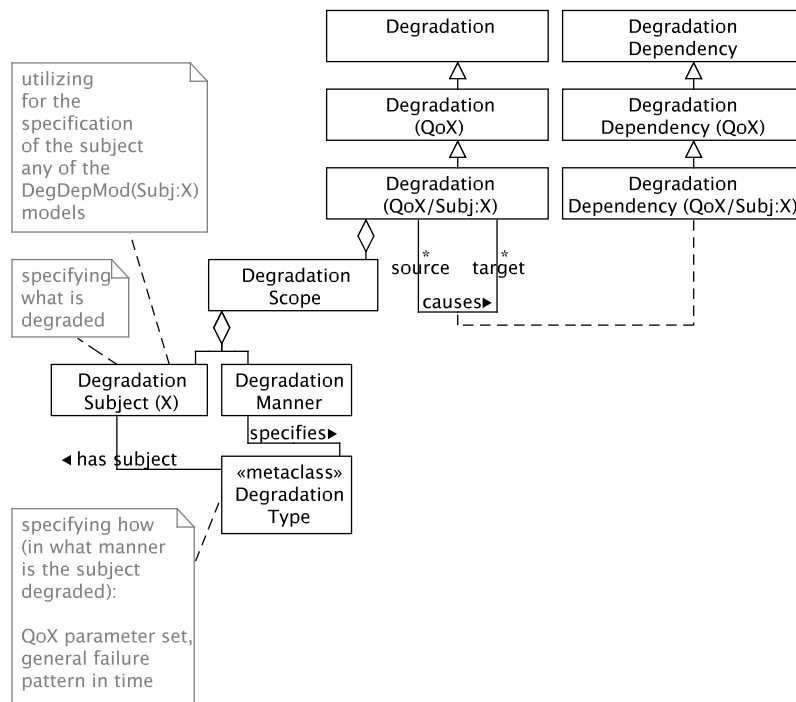 Degradation
Degradation
Dependency
utilizing
for the
specification
of the subject
any of the
DegDepMod(Subj:X)
models
Degradation
(QoX)
Degradation
Dependency (QoX)
Degradation
(QoX/Subj:X)
Degradation
Dependency (QoX/Subj:X)
*
source
*
target
causes▶
specifying
what is
degraded
Degradation
Scope
Degradation
Subject (X)
Degradation
Manner
specifies▶
◀ has subject
«metaclass»
Degradation
Type
specifying how
(in what manner
is the subject
degraded):
QoX parameter set,
general failure
pattern in time